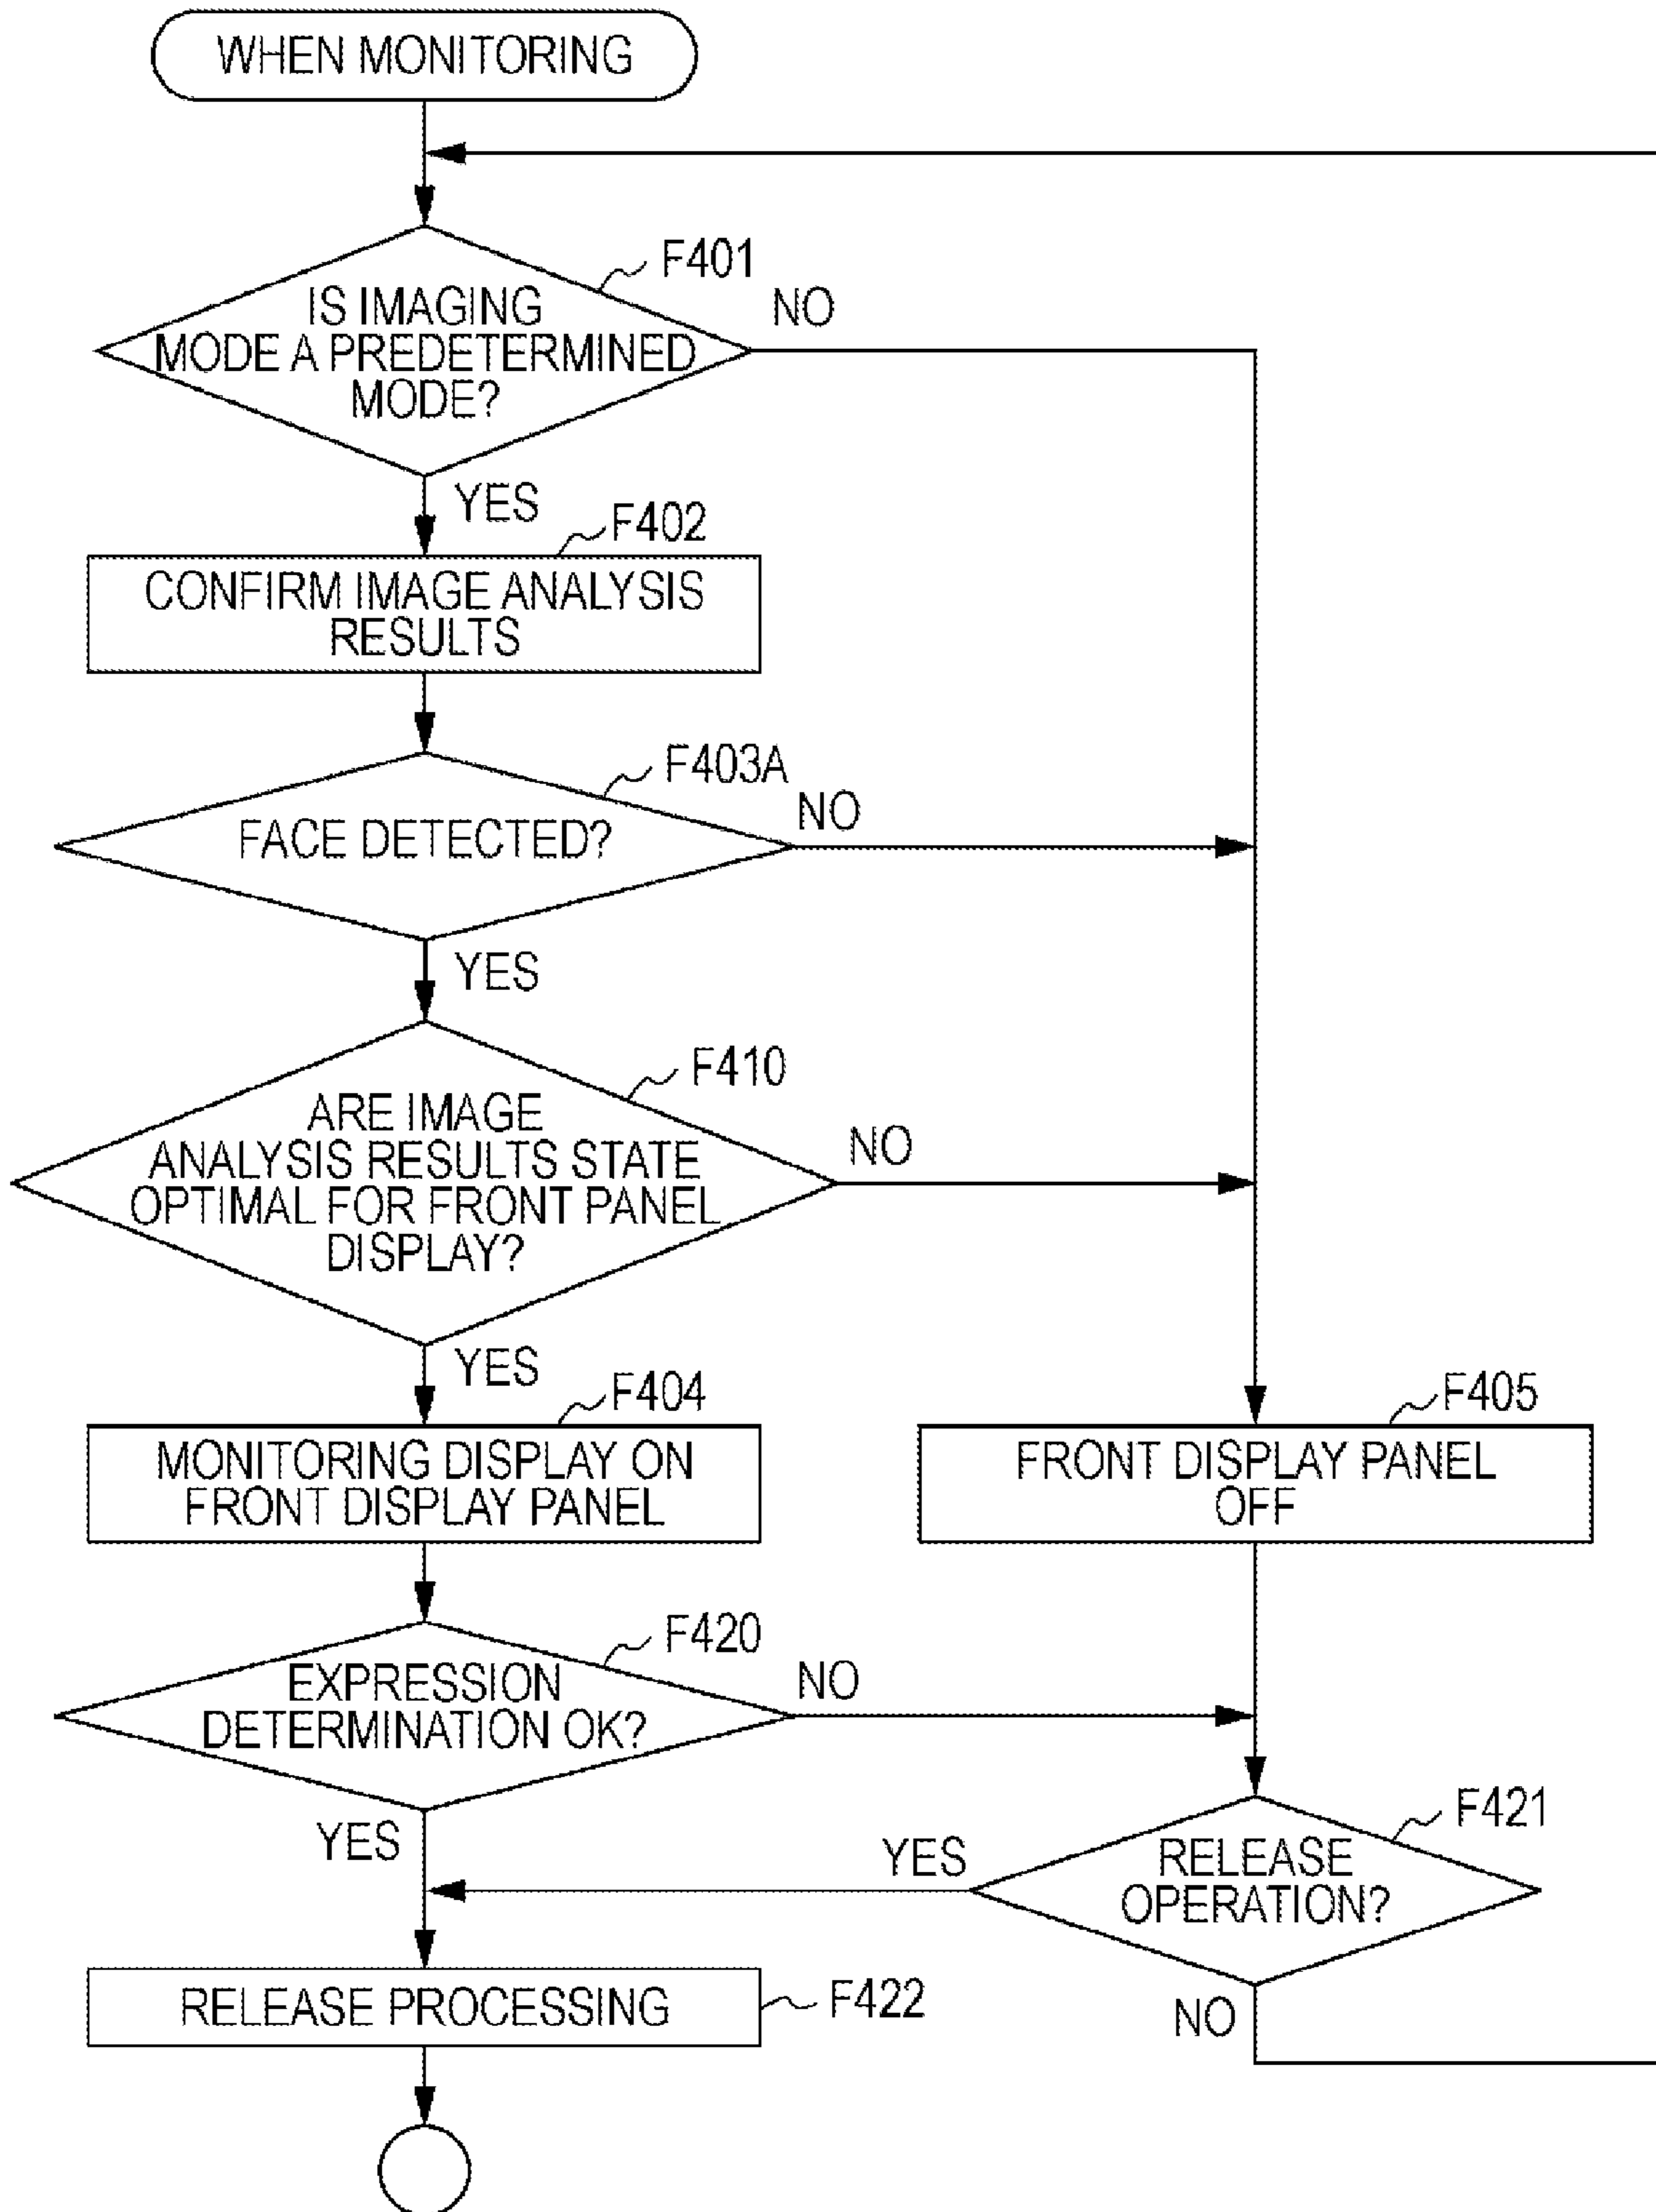 WHEN MONITORING
F401
IS IMAGING
MODE A PREDETERMINED
MODE?
NO
YES
F402
CONFIRM IMAGE ANALYSIS
RESULTS
F403A
FACE DETECTED?
NO
YES
F410
ARE IMAGE
ANALYSIS RESULTS STATE
OPTIMAL FOR FRONT PANEL
DISPLAY?
NO
YES
F404
MONITORING DISPLAY ON
FRONT DISPLAY PANEL
F405
FRONT DISPLAY PANEL
OFF
F420
EXPRESSION
DETERMINATION OK?
NO
YES
F421
RELEASE
OPERATION?
YES
NO
RELEASE PROCESSING
F422